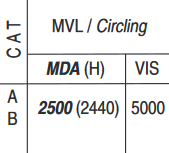 CAT
MVL / Circling
MDA (H) VIS
A
B
2500 (2440) 5000